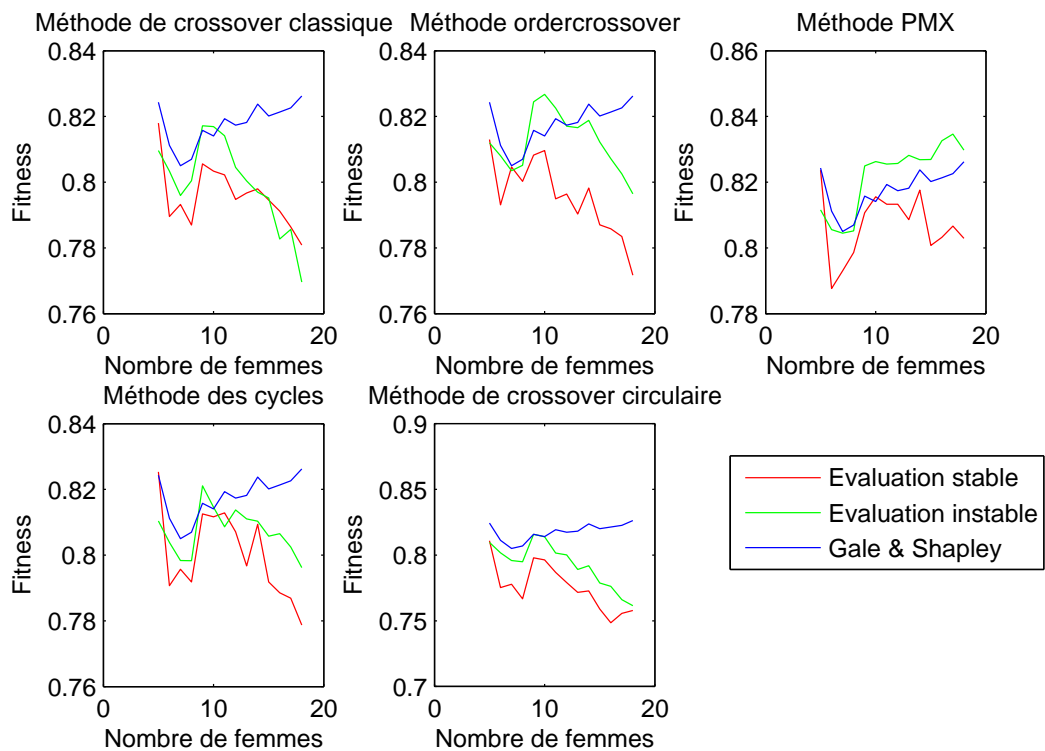 Méthode de crossover classique
0.84
0.82
0.8
0.78
0.76
Fitness
0
10
20
Nombre de femmes
Méthode ordercrossover
0.84
0.82
0.8
0.78
0.76
Fitness
0
10
20
Nombre de femmes
Méthode PMX
0.86
0.84
0.82
0.8
0.78
Fitness
0
10
20
Nombre de femmes
Méthode des cycles
0.84
0.82
0.8
0.78
0.76
Fitness
0
10
20
Nombre de femmes
Méthode de crossover circulaire
0.9
0.85
0.8
0.75
0.7
Fitness
0
10
20
Nombre de femmes
Evaluation stable
Evaluation instable
Gale & Shapley